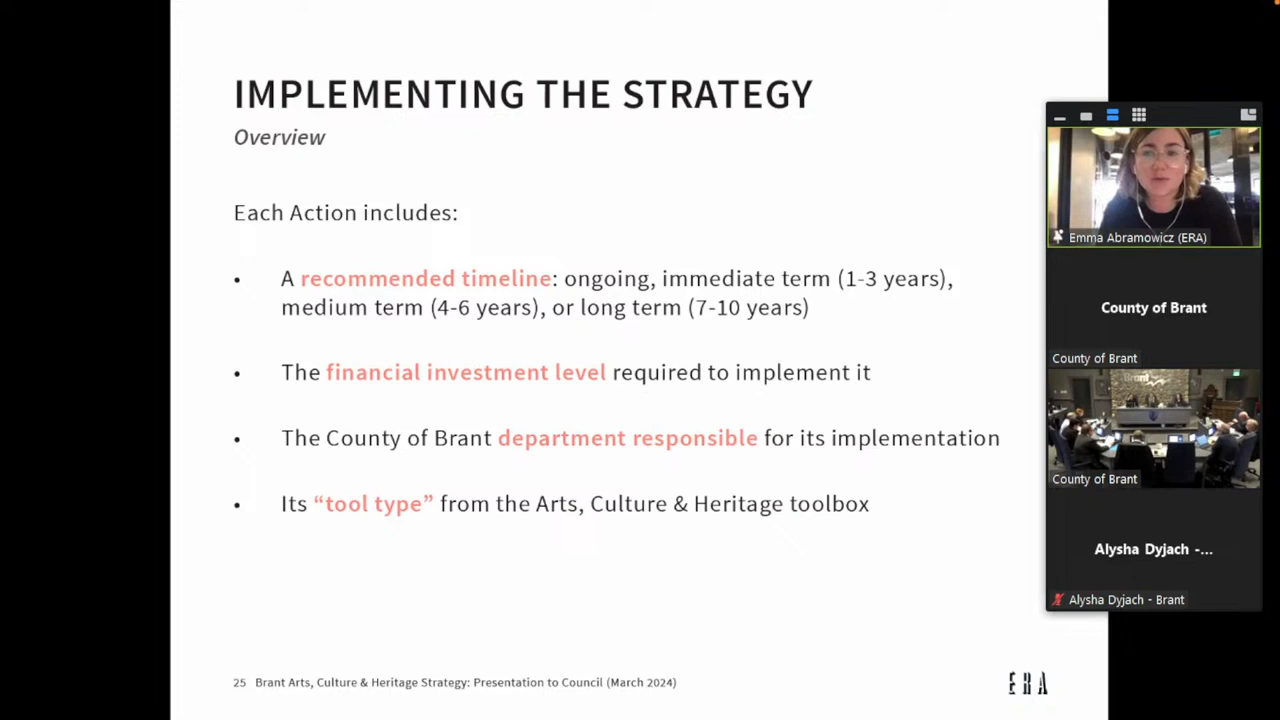 IMPLEMENTING THE STRATEGY
Overview
Each Action includes:
• A recommended timeline: ongoing, immediate term (1-3 years),
medium term (4-6 years), or long term (7-10 years)
• The financial investment level required to implement it
• The County of Brant department responsible for its implementation
• Its “tool type” from the Arts, Culture & Heritage toolbox
25 Brant Arts, Culture & Heritage Strategy: Presentation to Council (March 2024)
ERA
Emma Abramowicz (ERA)
County of Brant
County of Brant
Brant
County of Brant
Alysha Dyjach -...
Alysha Dyjach - Brant